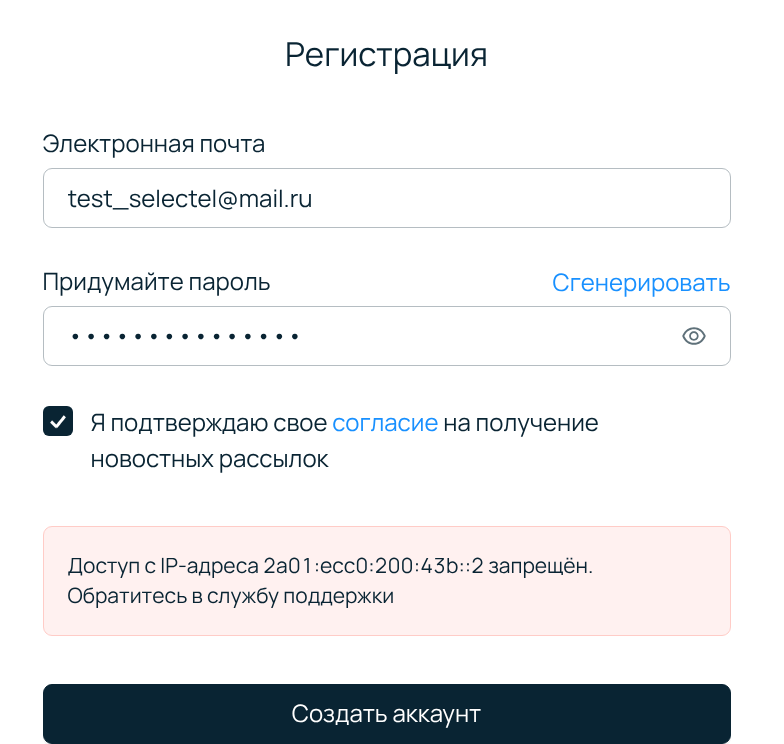 Регистрация
Электронная почта
test_selectel@mail.ru
Придумайте пароль
Сгенерировать
•••••••••••••••
Я подтверждаю свое согласие на получение
новостных рассылок
Доступ с IP-адреса 2a01:ecc0:200:43b::2 запрещён.
Обратитесь в службу поддержки
Создать аккаунт